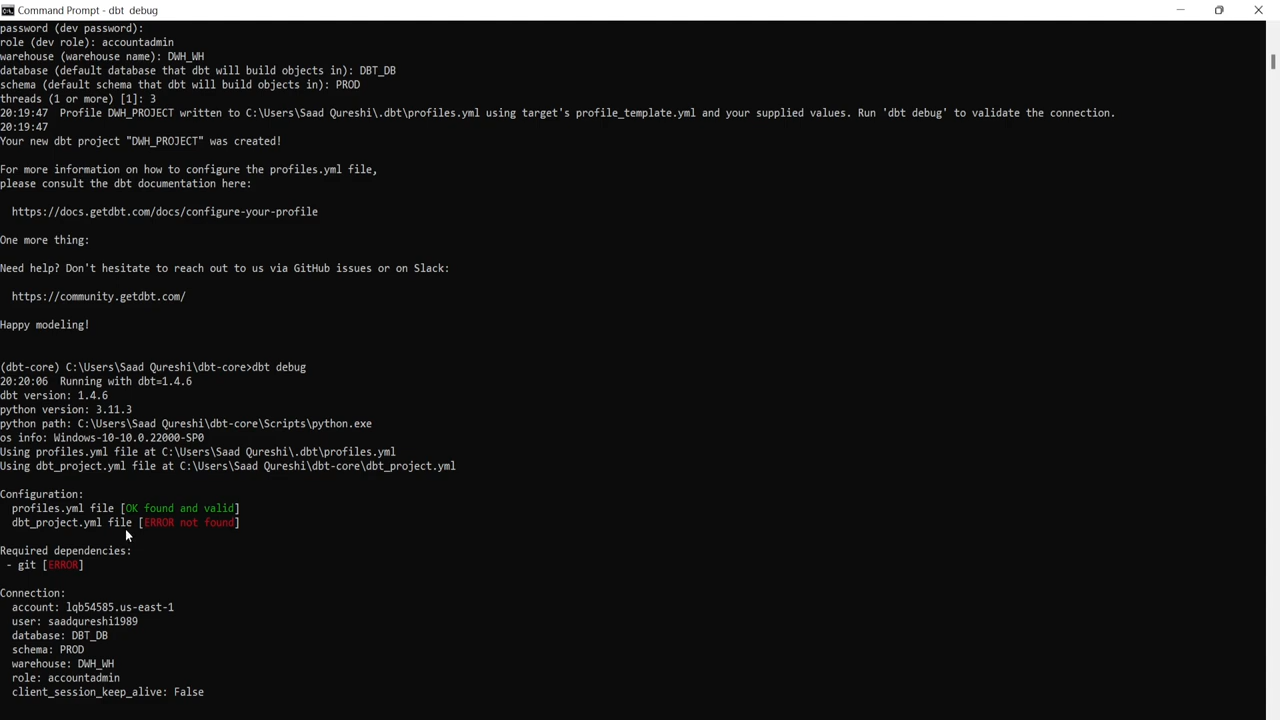 Command Prompt - dbt  debug
password (dev password):
role (dev role): accountadmin
warehouse (warehouse name): DWH_WH
database (default database that dbt will build objects in): DBT_DB
schema (default schema that dbt will build objects in): PROD
threads (1 or more) [1]: 3
20:19:47  Profile DWH_PROJECT written to C:\Users\Saad Qureshi\.dbt\profiles.yml using target's profile_template.yml and your supplied values. Run 'dbt debug' to validate the connection.
20:19:47
Your new dbt project "DWH_PROJECT" was created!
For more information on how to configure the profiles.yml file,
please consult the dbt documentation here:
https://docs.getdbt.com/docs/configure-your-profile
One more thing:
Need help? Don't hesitate to reach out to us via GitHub issues or on Slack:
https://community.getdbt.com/
Happy modeling!
(dbt-core) C:\Users\Saad Qureshi\dbt-core>dbt debug
20:20:06  Running with dbt=1.4.6
dbt version: 1.4.6
python version: 3.11.3
python path: C:\Users\Saad Qureshi\dbt-core\Scripts\python.exe
os info: Windows-10-10.0.22000-SP0
Using profiles.yml file at C:\Users\Saad Qureshi\.dbt\profiles.yml
Using dbt_project.yml file at C:\Users\Saad Qureshi\dbt-core\dbt_project.yml
Configuration:
profiles.yml file [OK found and valid]
dbt_project.yml file [ERROR not found]
Required dependencies:
- git [ERROR]
Connection:
account: lqb54585.us-east-1
user: saadqureshi1989
database: DBT_DB
schema: PROD
warehouse: DWH_WH
role: accountadmin
client_session_keep_alive: False